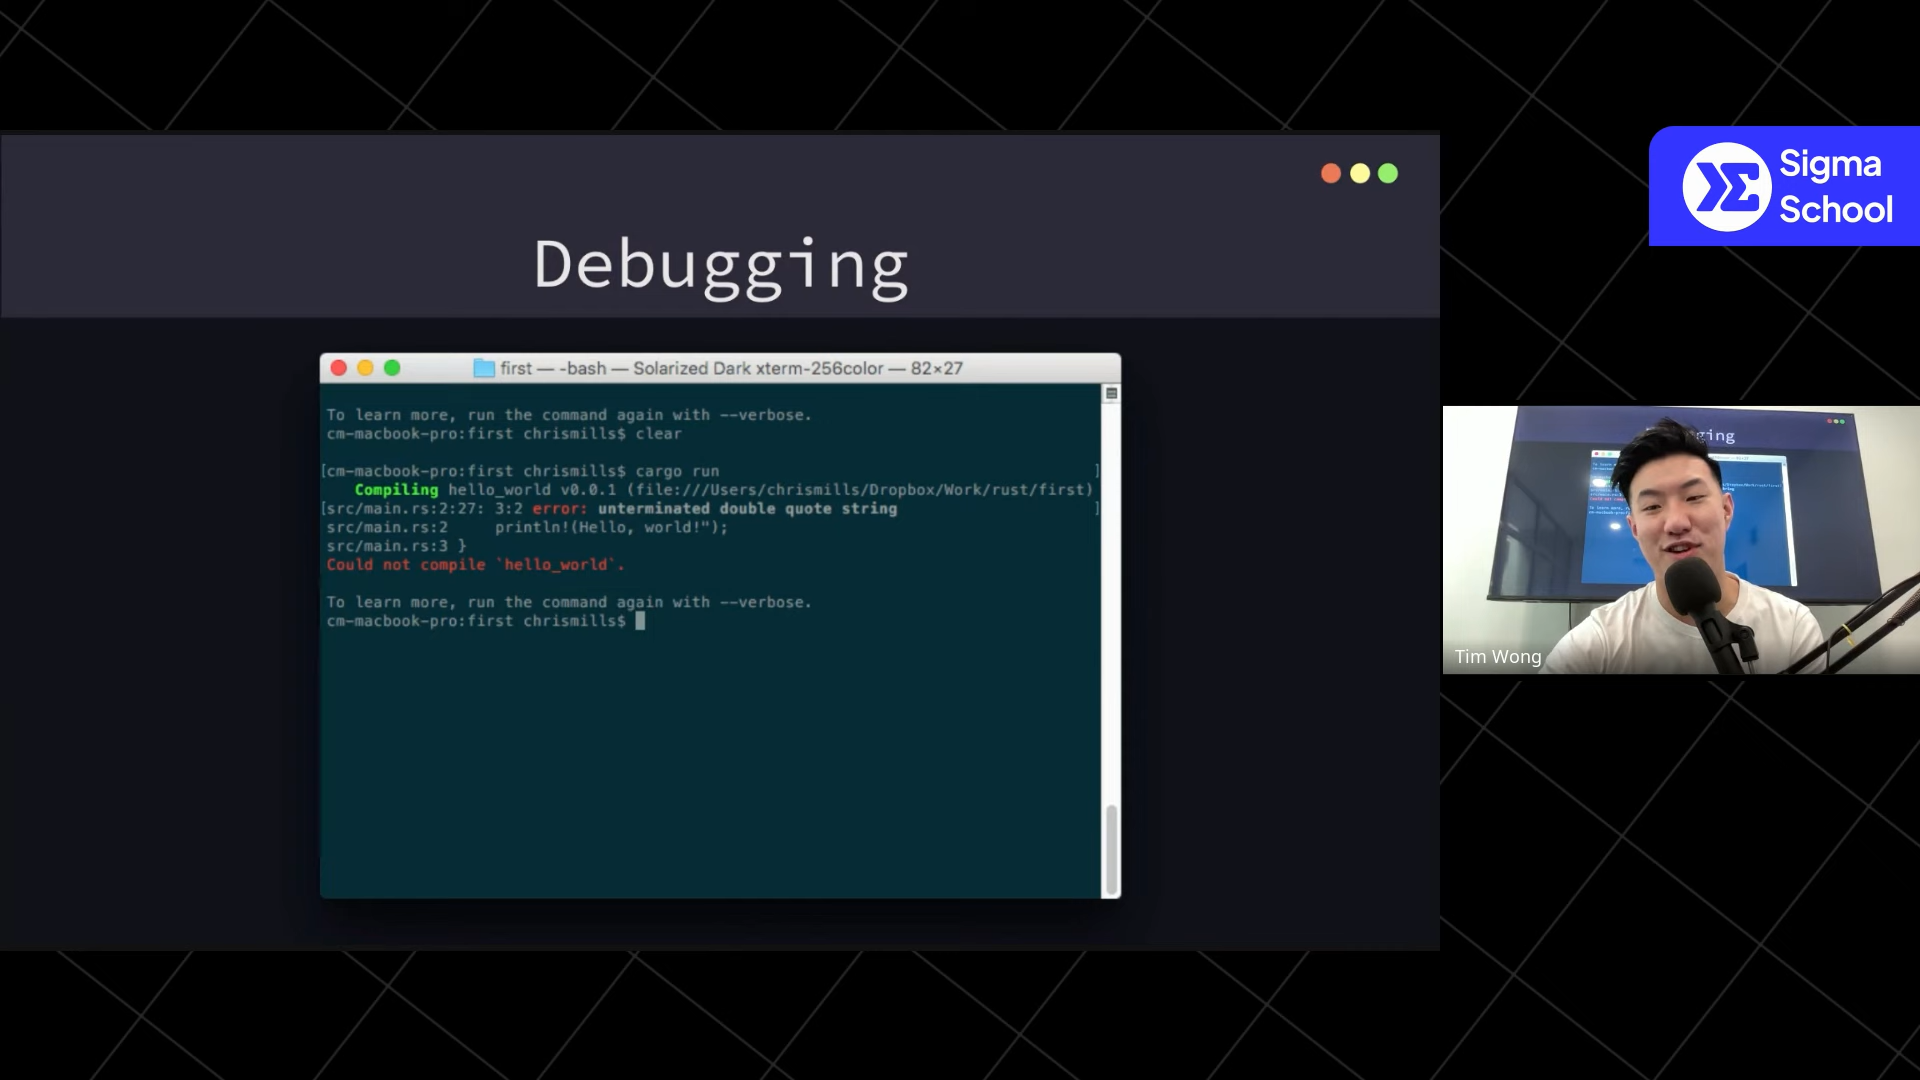 Sigma
School
Debugging
first — -bash — Solarized Dark xterm-256color — 82×27
To learn more, run the command again with --verbose.
cm-macbook-pro:first chrismills$ clear
[cm-macbook-pro:first chrismills$ cargo run ]
Compiling hello_world v0.0.1 (file:///Users/chrismills/Dropbox/Work/rust/first)
[src/main.rs:2:27: 3:2 error: unterminated double quote string ]
src/main.rs:2     println!(Hello, world!");
src/main.rs:3 }
Could not compile `hello_world`.
To learn more, run the command again with --verbose.
cm-macbook-pro:first chrismills$
ging
Tim Wong